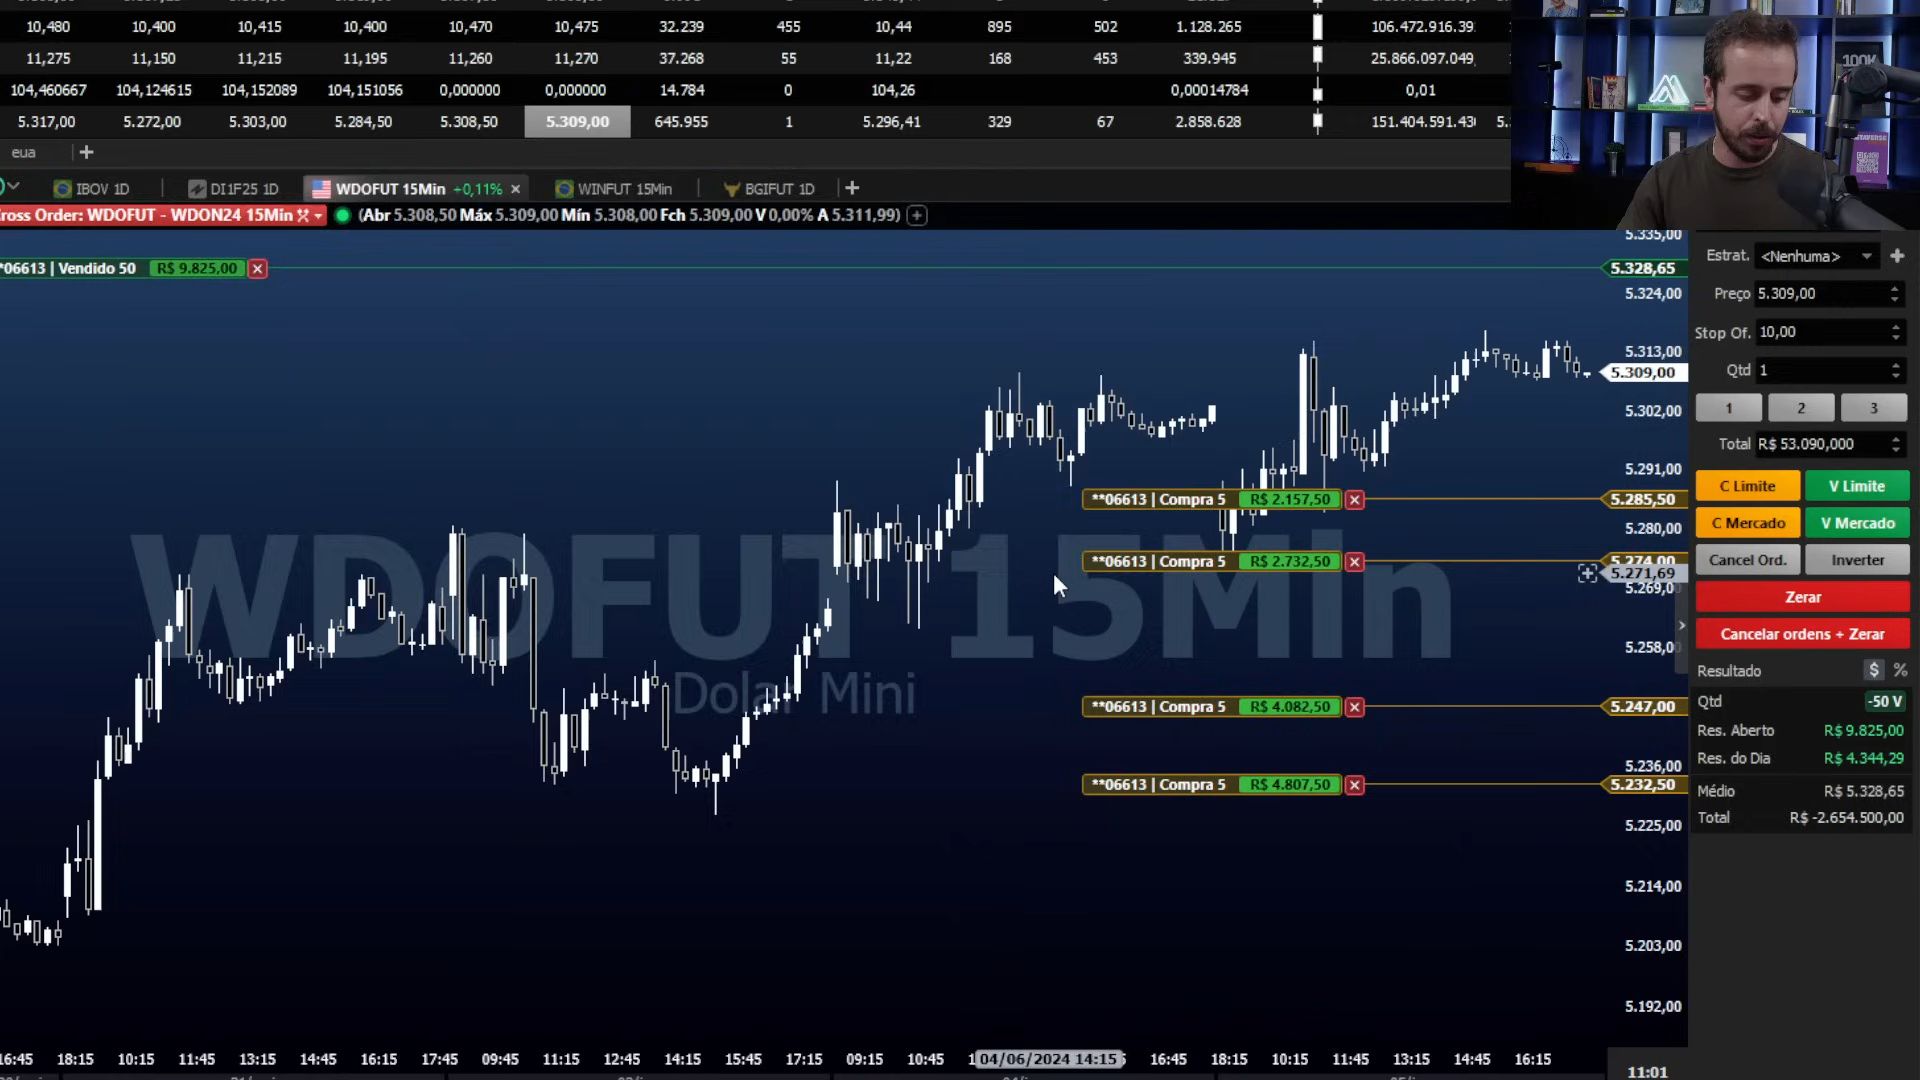 10,480 10,400 10,415 10,400 10,470 10,475 32.239 455 10,44 895 502 1.128.265 106.472.916.39
11,275 11,150 11,215 11,195 11,260 11,270 37.268 55 11,22 168 453 339.945 25.866.097.049,
104,460667 104,124615 104,152089 104,151056 0,000000 0,000000 14.784 0 104,26 0,00014784 0,01
5.317,00 5.272,00 5.303,00 5.284,50 5.308,50 5.309,00 645.955 1 5.296,41 329 67 2.858.628 151.404.591.43
eua +
IBOV 1D DI1F25 1D WDOFUT 15Min +0,11% × WINFUT 15Min BGIFUT 1D +
ross Order: WDOFUT - WDON24 15Min (Abr 5.308,50 Máx 5.309,00 Mín 5.308,00 Fch 5.309,00 V 0,00% A 5.311,99)
100K
*06613 | Vendido 50 R$ 9.825,00
**06613 | Compra 5 R$ 2.157,50
**06613 | Compra 5 R$ 2.732,50
**06613 | Compra 5 R$ 4.082,50
**06613 | Compra 5 R$ 4.807,50
WDOFUT 15Min
Dolar Mini
5.335,00
5.328,65
5.324,00
5.313,00
5.309,00
5.302,00
5.291,00
5.285,50
5.280,00
5.274,00
5.271,69
5.269,0
5.258,0
5.247,00
5.236,00
5.232,50
5.225,00
5.214,00
5.203,00
5.192,00
Estrat. <Nenhuma>
Preço 5.309,00
Stop Of. 10,00
Qtd 1
1 2 3
Total R$ 53.090,000
C Limite V Limite
C Mercado V Mercado
Cancel Ord. Inverter
Zerar
Cancelar ordens + Zerar
Resultado $ %
Qtd -50 V
Res. Aberto R$ 9.825,00
Res. do Dia R$ 4.344,29
Médio R$ 5.328,65
Total R$ -2.654.500,00
16:45 18:15 10:15 11:45 13:15 14:45 16:15 17:45 09:45 11:15 12:45 14:15 15:45 17:15 09:15 10:45 04/06/2024 14:15 16:45 18:15 10:15 11:45 13:15 14:45 16:15
11:01